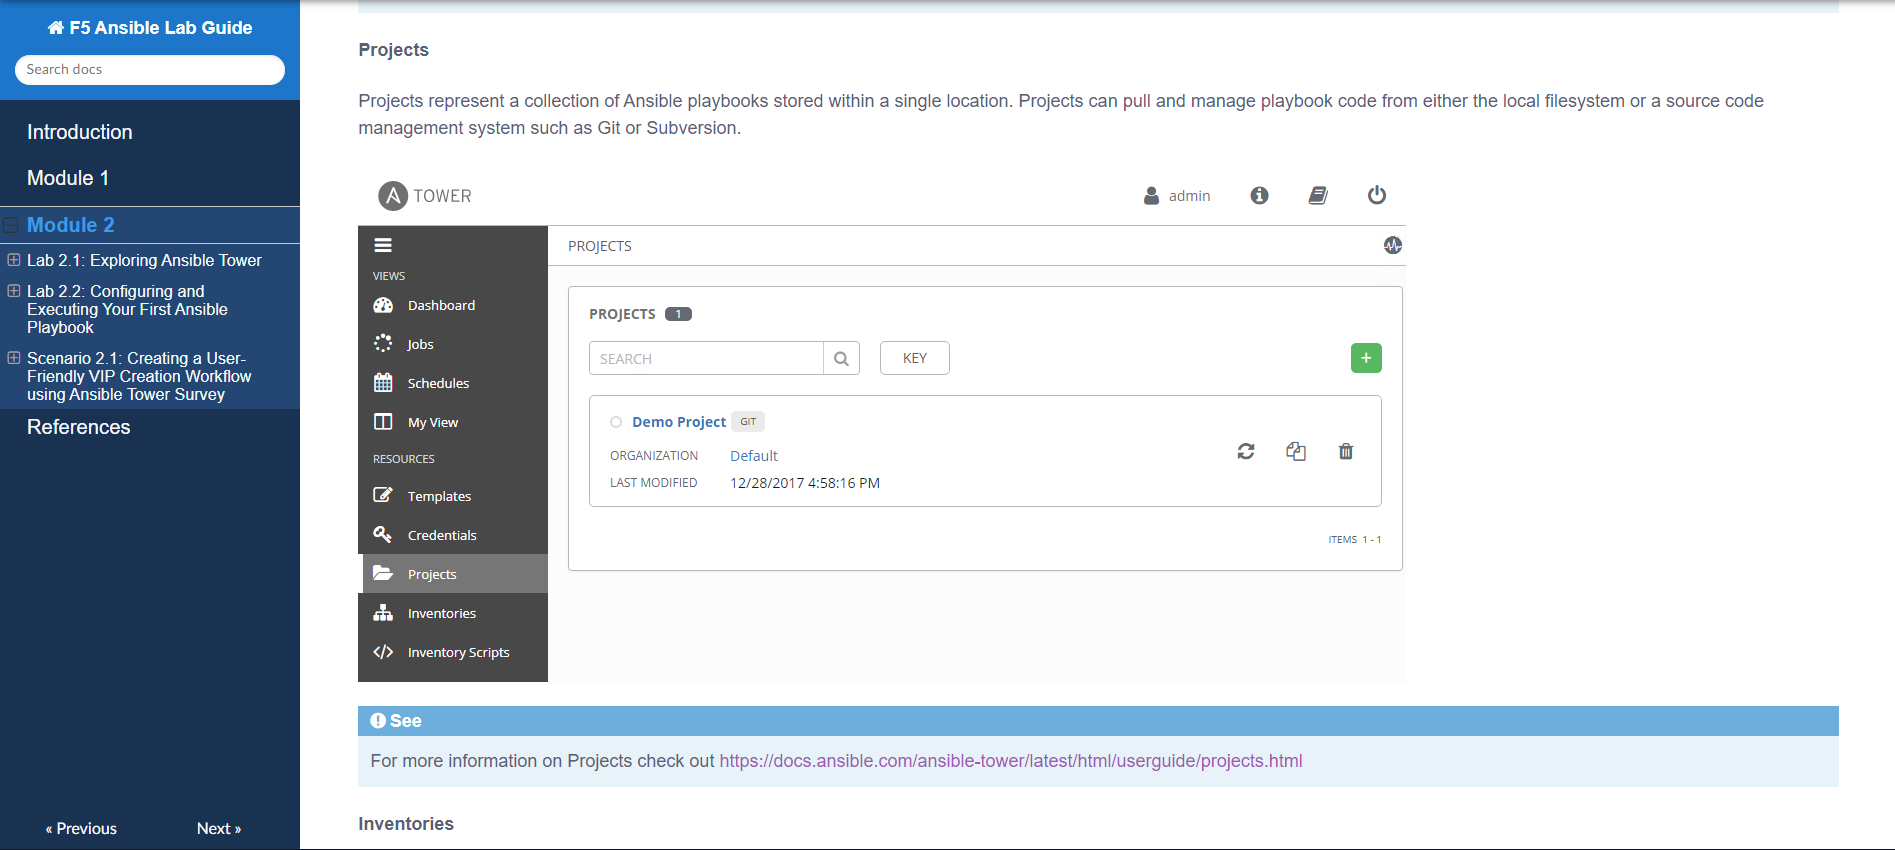 F5 Ansible Lab Guide
Search docs
Introduction
Module 1
Module 2
Lab 2.1: Exploring Ansible Tower
Lab 2.2: Configuring and
Executing Your First Ansible
Playbook
Scenario 2.1: Creating a User-
Friendly VIP Creation Workflow
using Ansible Tower Survey
References
« Previous
Next »
Projects
Projects represent a collection of Ansible playbooks stored within a single location. Projects can pull and manage playbook code from either the local filesystem or a source code
management system such as Git or Subversion.
A TOWER
admin
VIEWS
Dashboard
Jobs
Schedules
My View
RESOURCES
Templates
Credentials
Projects
Inventories
Inventory Scripts
PROJECTS
PROJECTS 1
SEARCH
KEY
+
Demo Project GIT
ORGANIZATION Default
LAST MODIFIED 12/28/2017 4:58:16 PM
ITEMS 1 - 1
See
For more information on Projects check out https://docs.ansible.com/ansible-tower/latest/html/userguide/projects.html
Inventories